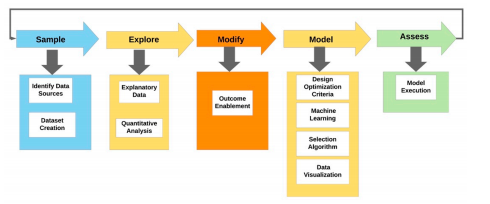 Sample
Explore
Modify
Model
Assess
Identify Data
Sources
Dataset
Creation
Explanatory
Data
Quantitative
Analysis
Outcome
Enablement
Design
Optimization
Criteria
Machine
Learning
Selection
Algorithm
Data
Visualization
Model
Execution